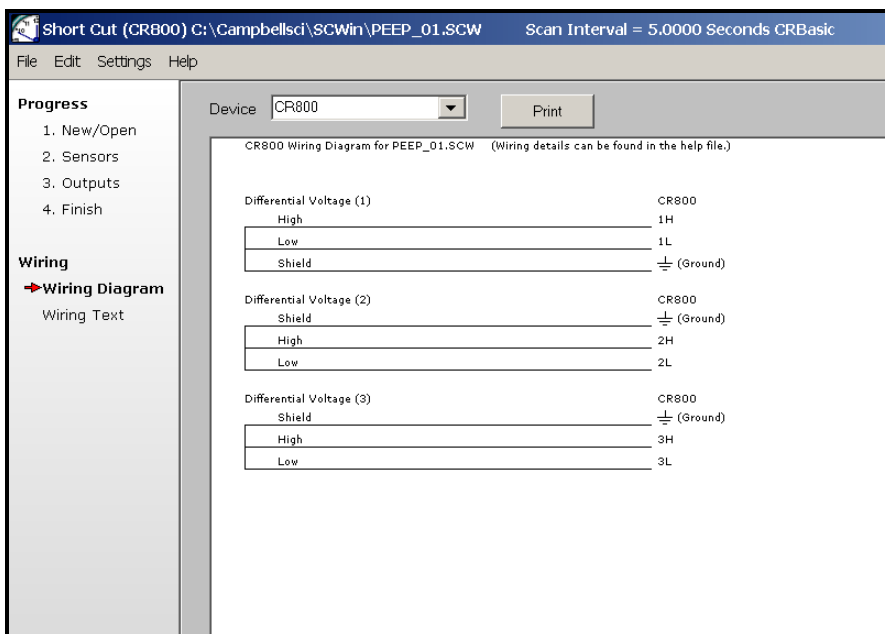 Short Cut (CR800) C:\Campbellsci\SCWin\PEEP_01.SCW Scan Interval = 5.0000 Seconds CRBasic
File Edit Settings Help
Progress
1. New/Open
2. Sensors
3. Outputs
4. Finish
Wiring
Wiring Diagram
Wiring Text
Device CR800 Print
CR800 Wiring Diagram for PEEP_01.SCW (Wiring details can be found in the help file.)
Differential Voltage (1) CR800
High 1H
Low 1L
Shield (Ground)
Differential Voltage (2) CR800
Shield (Ground)
High 2H
Low 2L
Differential Voltage (3) CR800
Shield (Ground)
High 3H
Low 3L